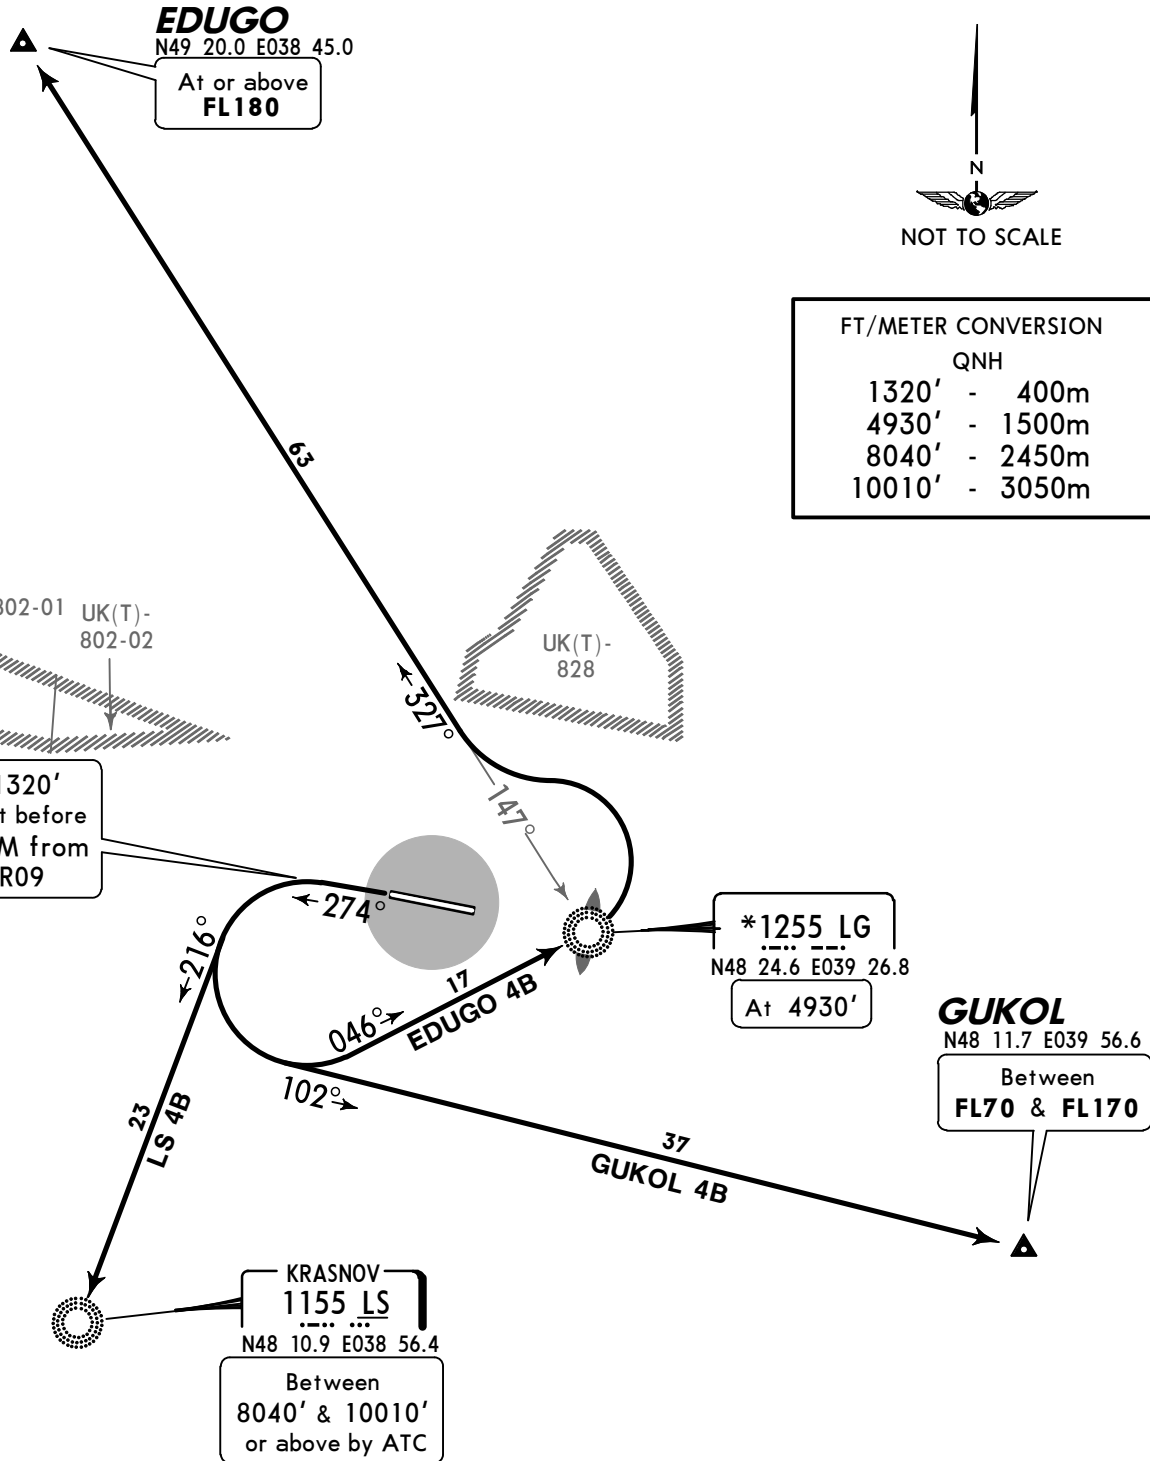 EDUGO
N49 20.0 E038 45.0
At or above
FL180
N
NOT TO SCALE
FT/METER CONVERSION
QNH
1320' - 400m
4930' - 1500m
8040' - 2450m
10010' - 3050m
63
802-01
UK(T)-
802-02
UK(T)-
828
327°
147°
1320'
before
from
274°
216°
*1255 LG
N48 24.6 E039 26.8
At 4930'
17
EDUGO 4B
046°
GUKOL
N48 11.7 E039 56.6
Between
FL70 & FL170
102°
23
LS 4B
37
GUKOL 4B
KRASNOV
1155 LS
N48 10.9 E038 56.4
Between
8040' & 10010'
or above by ATC